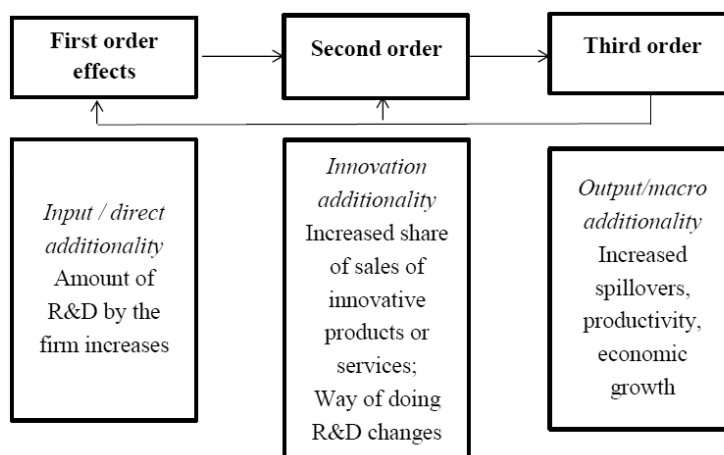 First order
effects
Second order
Third order
Input / direct
additionality
Amount of
R&D by the
firm increases
Innovation
additionality
Increased share
of sales of
innovative
products or
services;
Way of doing
R&D changes
Output/macro
additionality
Increased
spillovers,
productivity,
economic
growth